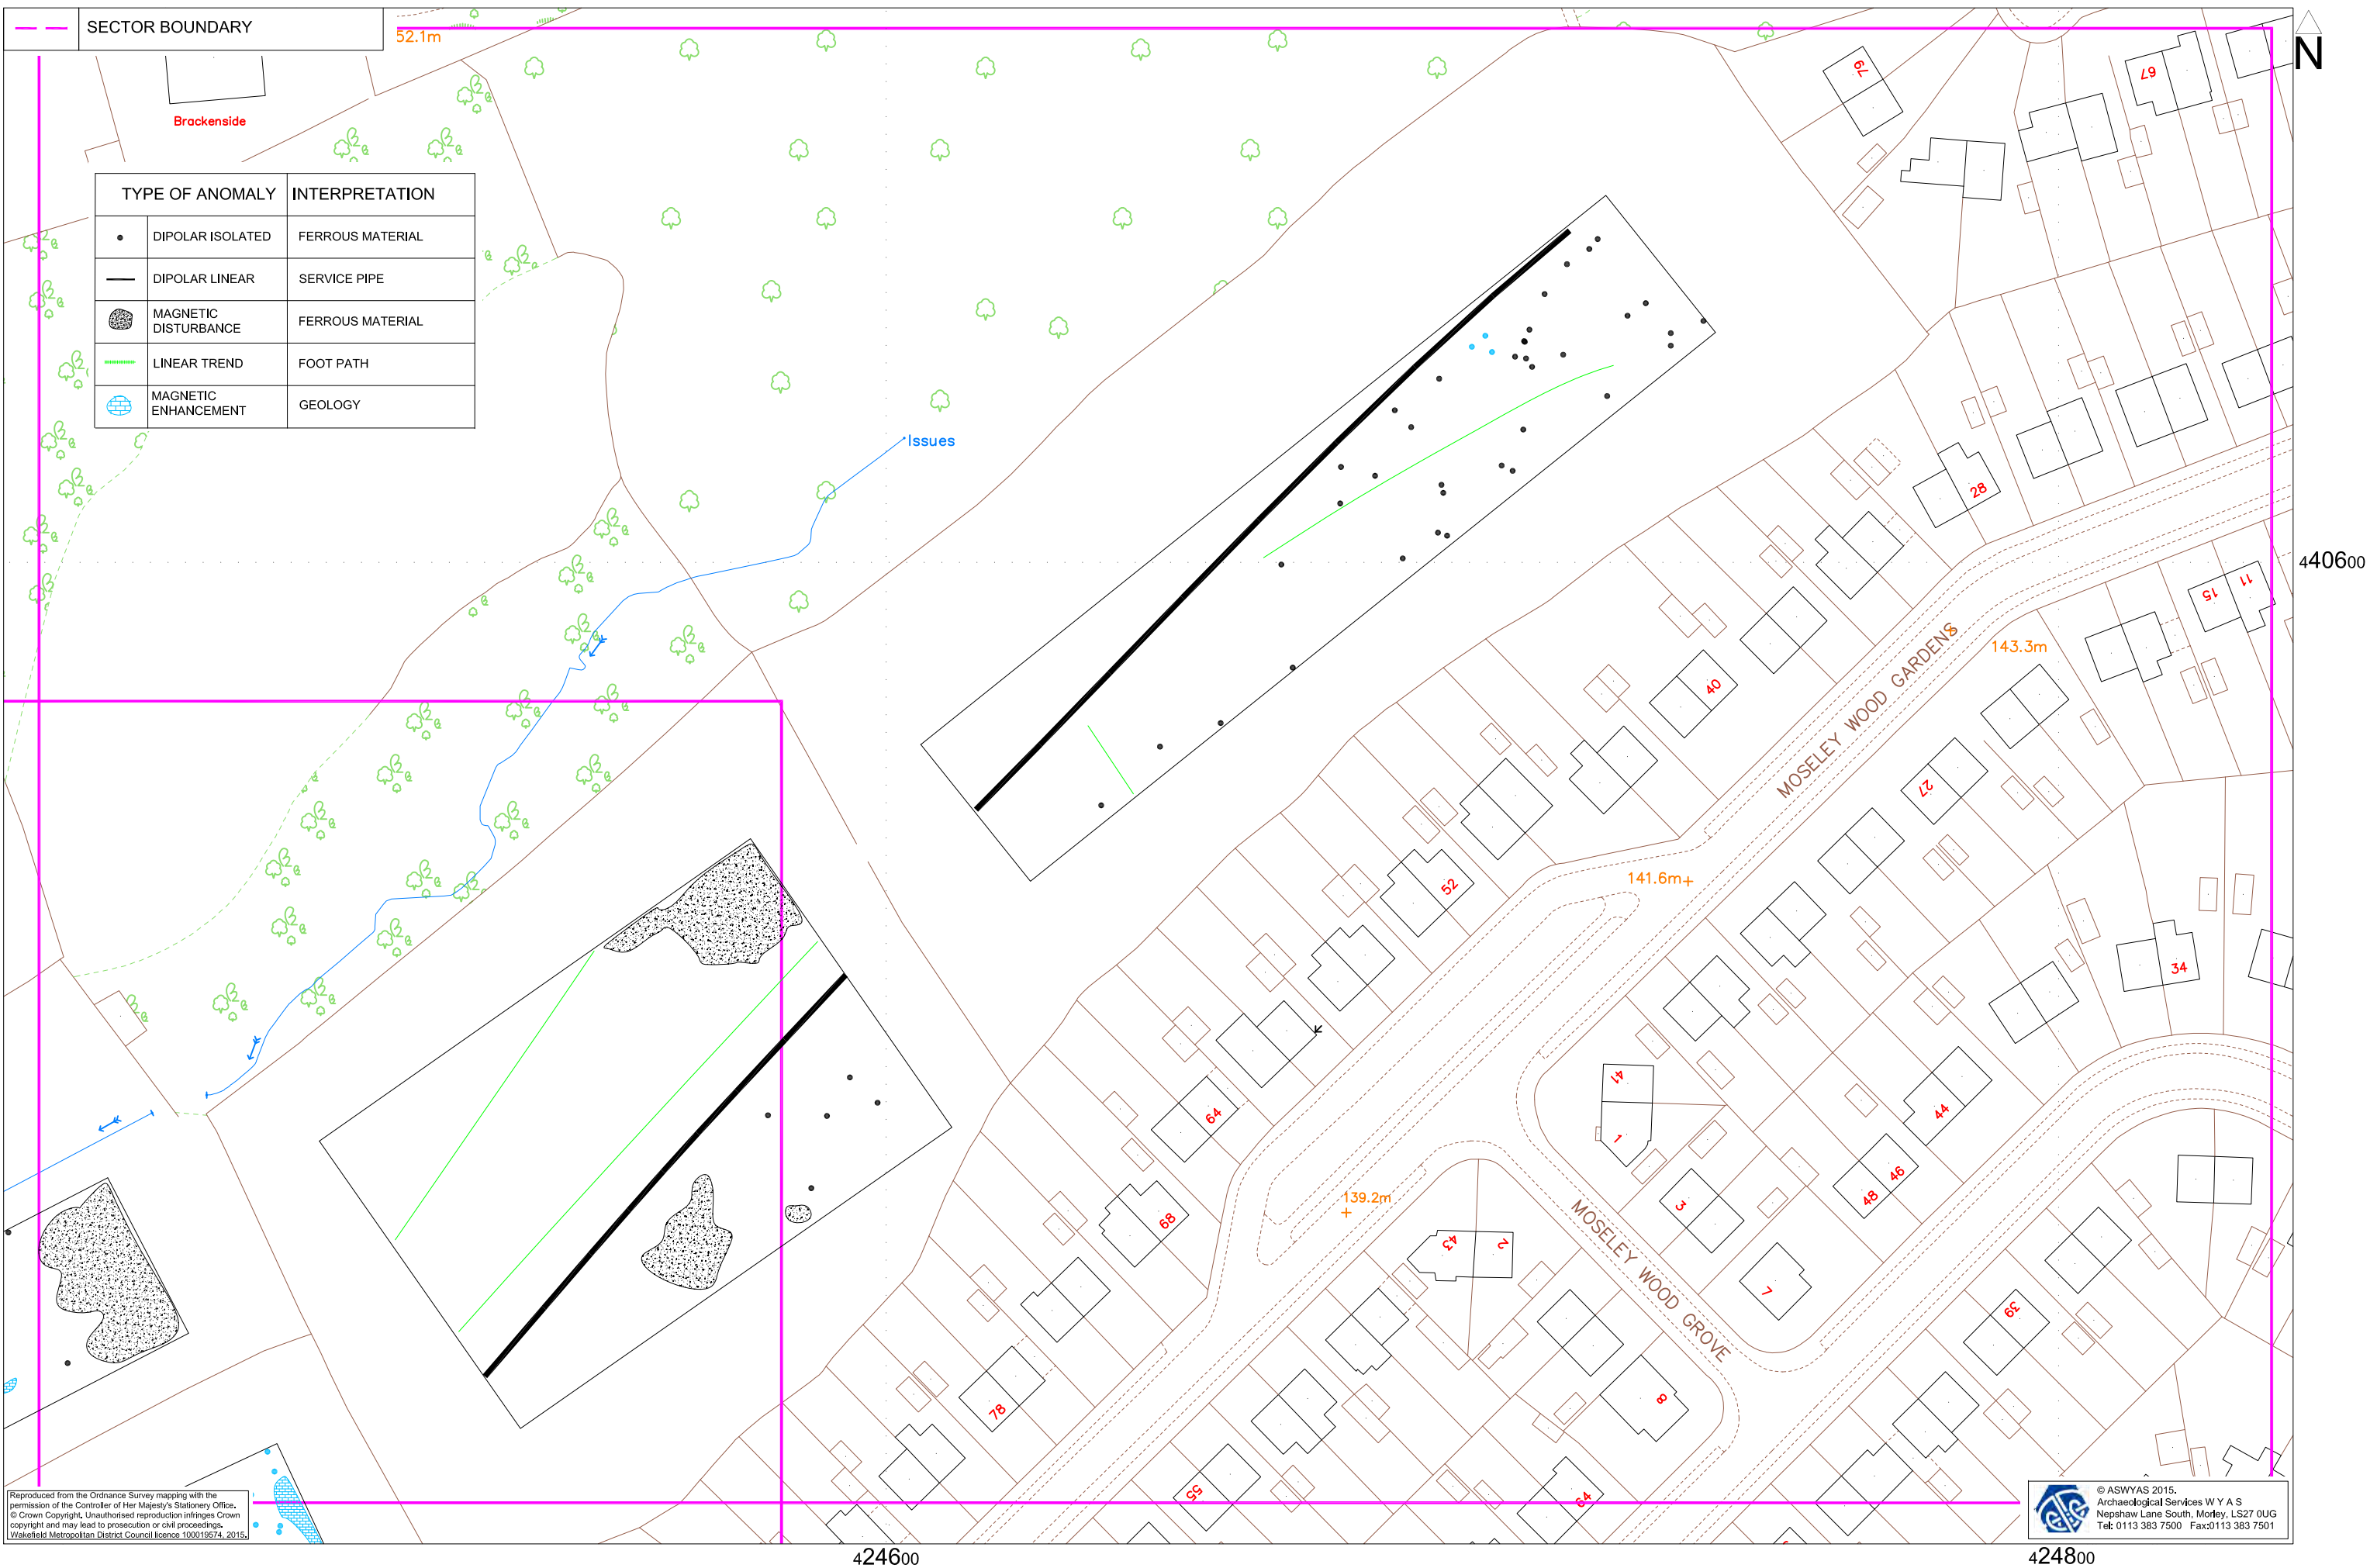 SECTOR BOUNDARY
52.1m
N
Brackenside
79
67
TYPE OF ANOMALY INTERPRETATION
DIPOLAR ISOLATED FERROUS MATERIAL
DIPOLAR LINEAR SERVICE PIPE
MAGNETIC DISTURBANCE FERROUS MATERIAL
LINEAR TREND FOOT PATH
MAGNETIC ENHANCEMENT GEOLOGY
Issues
28
440600
15
11
143.3m
MOSELEY WOOD GARDENS
40
27
52
141.6m
34
41
1
64
44
46
48
3
139.2m
68
43
2
MOSELEY WOOD GROVE
7
39
8
78
55
64
Reproduced from the Ordnance Survey mapping with the
permission of the Controller of Her Majesty's Stationery Office.
© Crown Copyright. Unauthorised reproduction infringes Crown
copyright and may lead to prosecution or civil proceedings.
Wakefield Metropolitan District Council licence 100019574, 2015.
© ASWYAS 2015.
Archaeological Services W Y A S
Nepshaw Lane South, Morley, LS27 0UG
Tel: 0113 383 7500 Fax:0113 383 7501
424600
424800